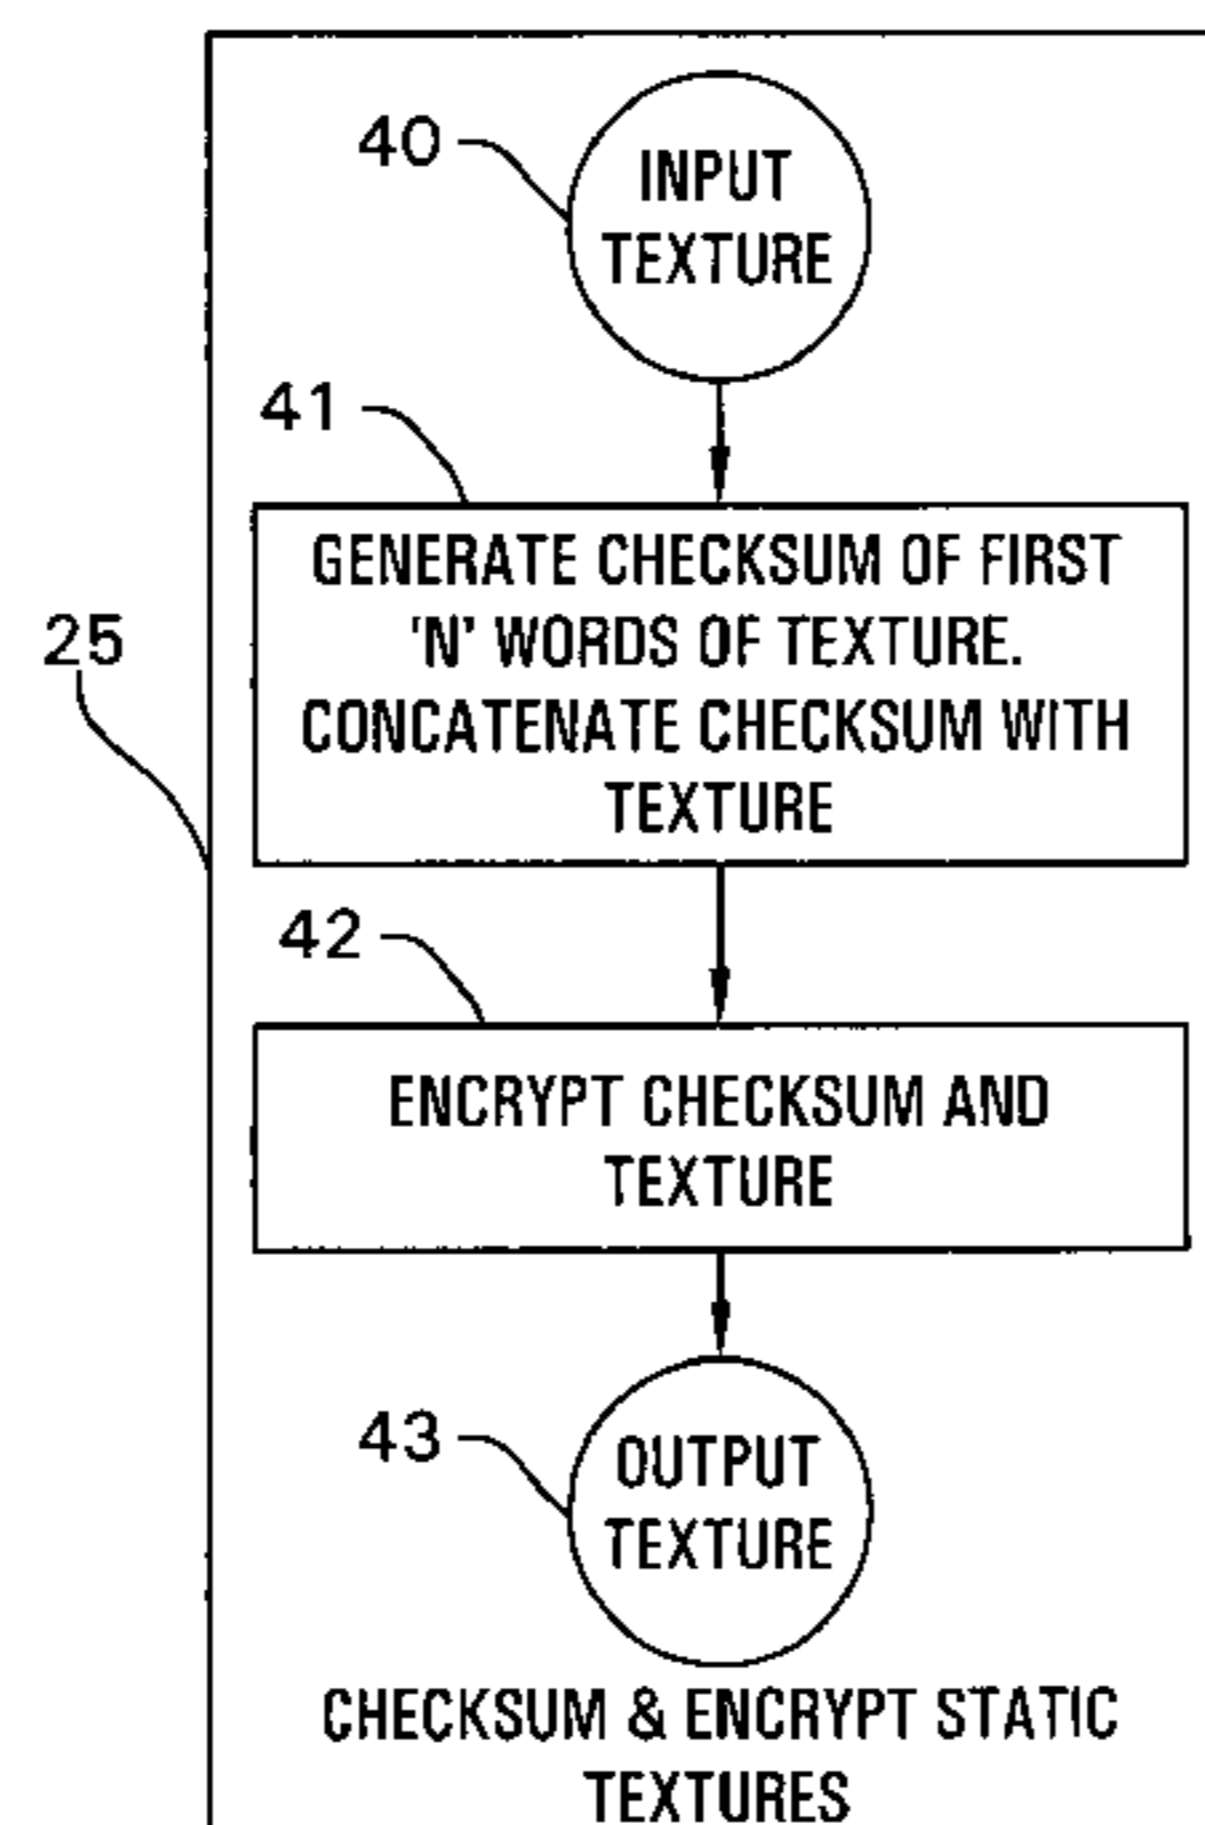 40
INPUT
TEXTURE
41
GENERATE CHECKSUM OF FIRST
'N' WORDS OF TEXTURE.
CONCATENATE CHECKSUM WITH
TEXTURE
25
42
ENCRYPT CHECKSUM AND
TEXTURE
43
OUTPUT
TEXTURE
CHECKSUM & ENCRYPT STATIC
TEXTURES